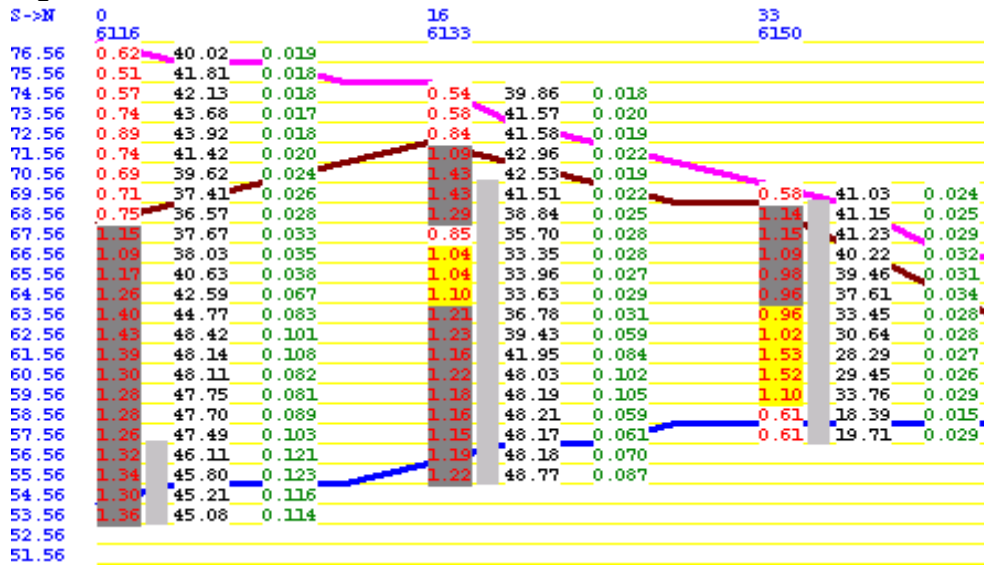 S->N 0 16 33
6116 6133 6150
76.56 0.62 40.02 0.019
75.56 0.51 41.81 0.018
74.56 0.57 42.13 0.018 0.54 39.86 0.018
73.56 0.74 43.68 0.017 0.58 41.57 0.020
72.56 0.89 43.92 0.018 0.84 41.58 0.019
71.56 0.74 41.42 0.020 1.09 42.96 0.022
70.56 0.69 39.62 0.024 1.43 42.53 0.019
69.56 0.71 37.41 0.026 1.43 41.51 0.022 0.58 41.03 0.024
68.56 0.75 36.57 0.028 1.29 38.84 0.025 1.14 41.15 0.025
67.56 1.15 37.67 0.033 0.85 35.70 0.028 1.15 41.23 0.029
66.56 1.09 38.03 0.035 1.04 33.35 0.028 1.09 40.22 0.032
65.56 1.17 40.63 0.038 1.04 33.96 0.027 0.98 39.46 0.031
64.56 1.26 42.59 0.067 1.10 33.63 0.029 0.96 37.61 0.034
63.56 1.40 44.77 0.083 1.21 36.78 0.031 0.96 33.45 0.028
62.56 1.43 48.42 0.101 1.23 39.43 0.059 1.02 30.64 0.028
61.56 1.39 48.14 0.108 1.16 41.95 0.084 1.53 28.29 0.027
60.56 1.30 48.11 0.082 1.22 48.03 0.102 1.52 29.45 0.026
59.56 1.28 47.75 0.081 1.18 48.19 0.105 1.10 33.76 0.029
58.56 1.28 47.70 0.089 1.16 48.21 0.059 0.61 18.39 0.015
57.56 1.26 47.49 0.103 1.15 48.17 0.061 0.61 19.71 0.029
56.56 1.32 46.11 0.121 1.19 48.18 0.070
55.56 1.34 45.80 0.123 1.22 48.77 0.087
54.56 1.30 45.21 0.116
53.56 1.36 45.08 0.114
52.56
51.56